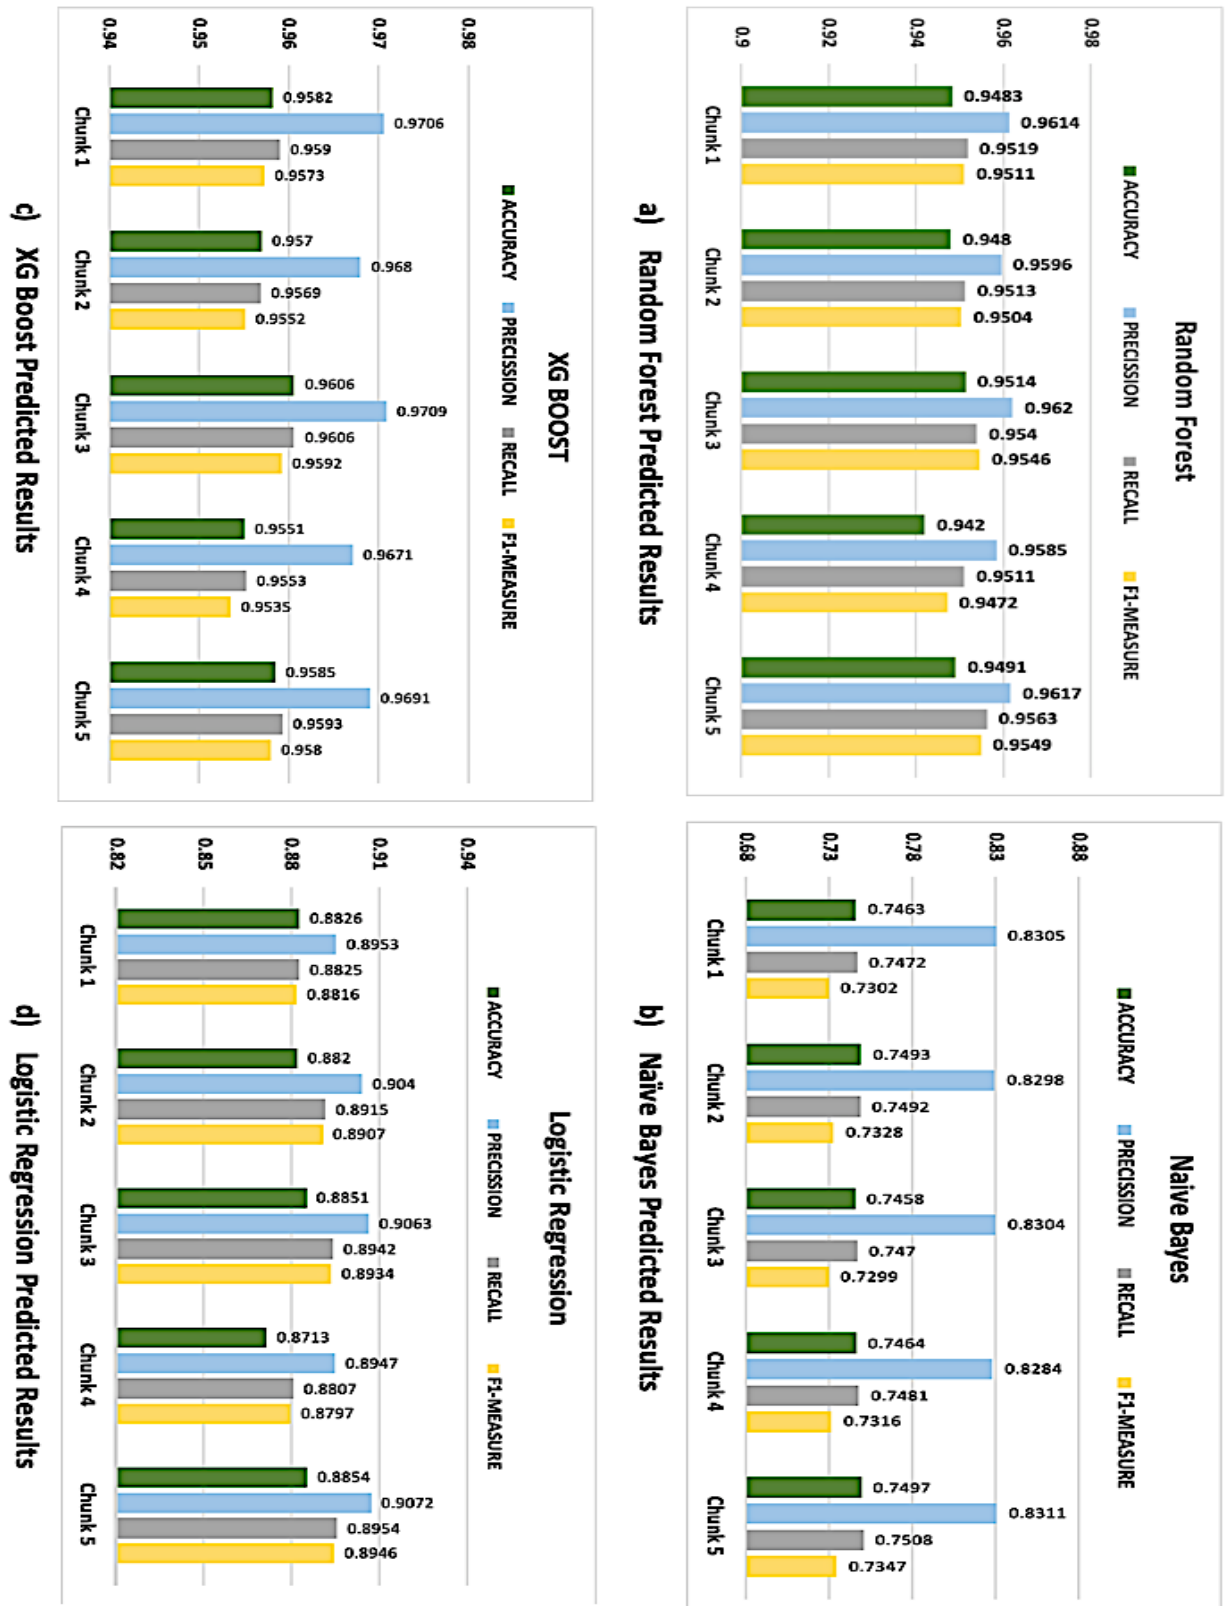 Random Forest
ACCURACY PRECISSION RECALL F1-MEASURE
0.98
0.96
0.94
0.92
0.9
0.9483 0.9614 0.9519 0.9511
0.948 0.9596 0.9513 0.9504
0.9514 0.962 0.954 0.9546
0.942 0.9585 0.9511 0.9472
0.9491 0.9617 0.9563 0.9549
Chunk 1 Chunk 2 Chunk 3 Chunk 4 Chunk 5
a) Random Forest Predicted Results
Naive Bayes
ACCURACY PRECISSION RECALL F1-MEASURE
0.88
0.83
0.78
0.73
0.68
0.7463 0.8305 0.7472 0.7302
0.7493 0.8298 0.7492 0.7328
0.7458 0.8304 0.747 0.7299
0.7464 0.8284 0.7481 0.7316
0.7497 0.8311 0.7508 0.7347
Chunk 1 Chunk 2 Chunk 3 Chunk 4 Chunk 5
b) Naïve Bayes Predicted Results
XG BOOST
ACCURACY PRECISSION RECALL F1-MEASURE
0.98
0.97
0.96
0.95
0.94
0.9582 0.9706 0.959 0.9573
0.957 0.968 0.9569 0.9552
0.9606 0.9709 0.9606 0.9592
0.9551 0.9671 0.9553 0.9535
0.9585 0.9691 0.9593 0.958
Chunk 1 Chunk 2 Chunk 3 Chunk 4 Chunk 5
c) XG Boost Predicted Results
Logistic Regression
ACCURACY PRECISSION RECALL F1-MEASURE
0.94
0.91
0.88
0.85
0.82
0.8826 0.8953 0.8825 0.8816
0.882 0.904 0.8915 0.8907
0.8851 0.9063 0.8942 0.8934
0.8713 0.8947 0.8807 0.8797
0.8854 0.9072 0.8954 0.8946
Chunk 1 Chunk 2 Chunk 3 Chunk 4 Chunk 5
d) Logistic Regression Predicted Results